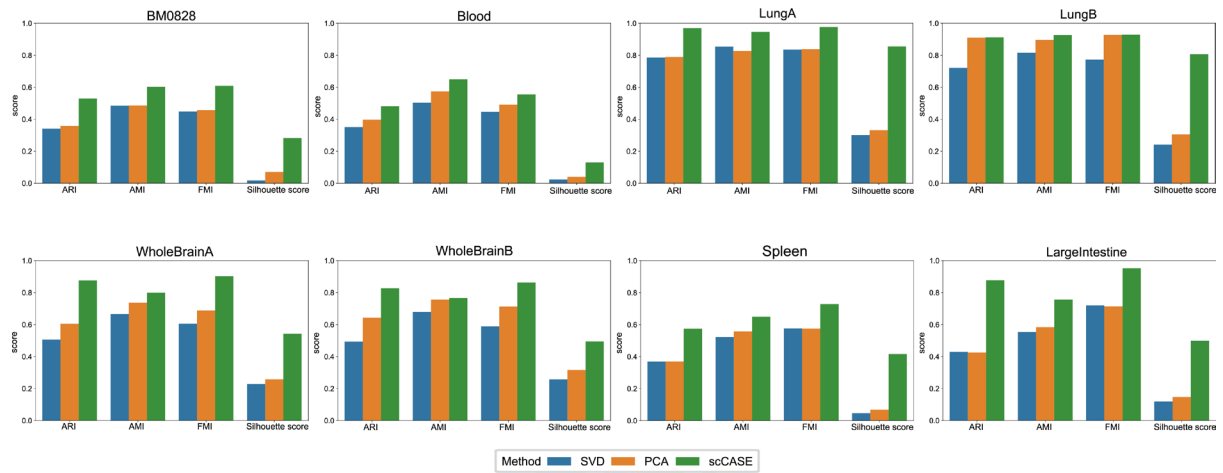 BM0828
score
1.0
0.8
0.6
0.4
0.2
0.0
ARI
AMI
FMI
Silhouette score
Blood
score
1.0
0.8
0.6
0.4
0.2
0.0
ARI
AMI
FMI
Silhouette score
LungA
score
1.0
0.8
0.6
0.4
0.2
0.0
ARI
AMI
FMI
Silhouette score
LungB
score
1.0
0.8
0.6
0.4
0.2
0.0
ARI
AMI
FMI
Silhouette score
WholeBrainA
score
1.0
0.8
0.6
0.4
0.2
0.0
ARI
AMI
FMI
Silhouette score
WholeBrainB
score
1.0
0.8
0.6
0.4
0.2
0.0
ARI
AMI
FMI
Silhouette score
Spleen
score
1.0
0.8
0.6
0.4
0.2
0.0
ARI
AMI
FMI
Silhouette score
LargeIntestine
score
1.0
0.8
0.6
0.4
0.2
0.0
ARI
AMI
FMI
Silhouette score
Method SVD PCA scCASE